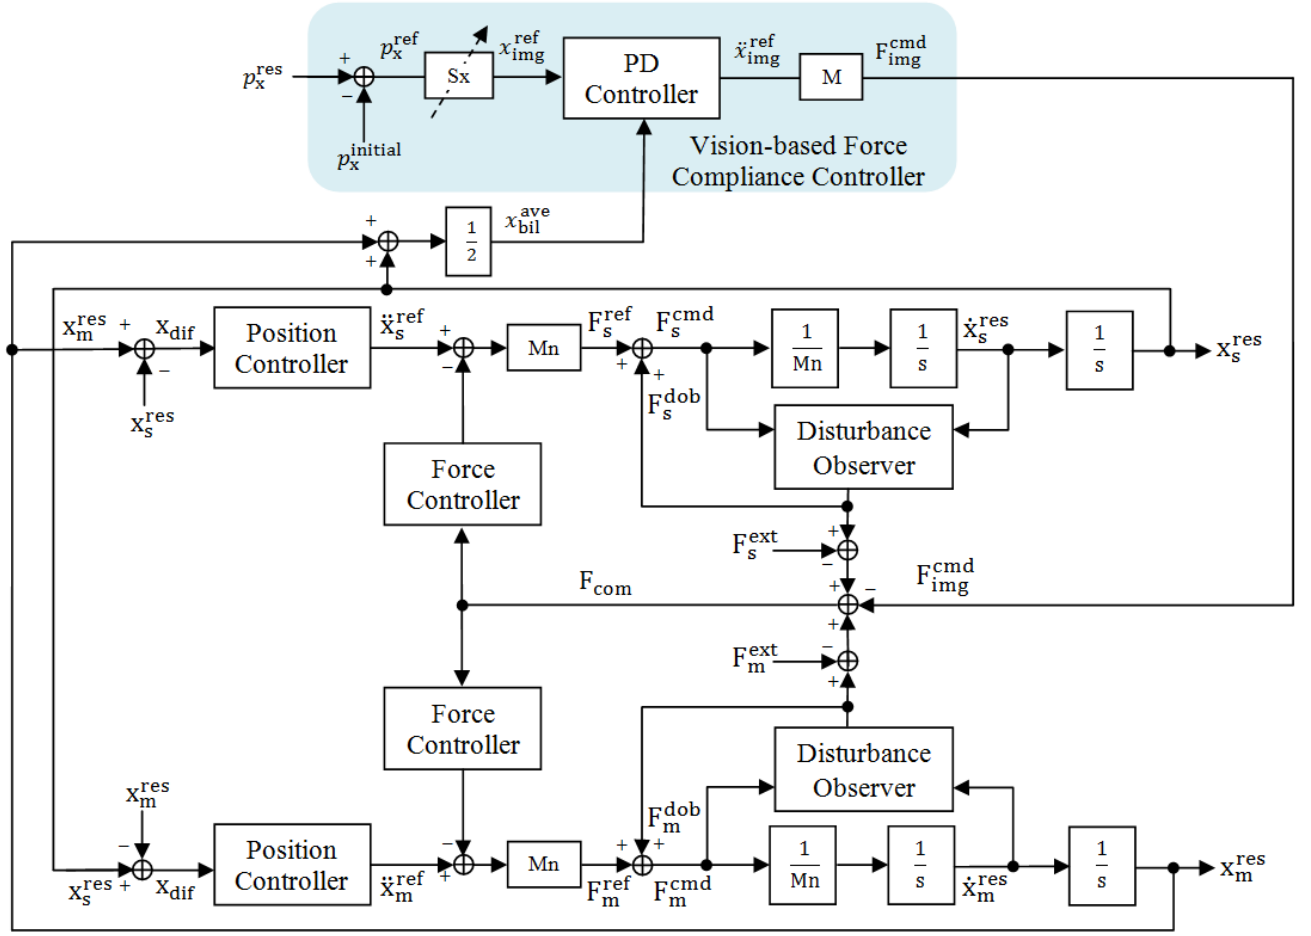 p_x^res
+
−
p_x^ref
Sx
x_img^ref
PD
Controller
ẍ_img^ref
M
F_img^cmd
p_x^initial
Vision-based Force
Compliance Controller
+
+
1/2
x_bil^ave
x_m^res
+
−
x_dif
x_s^res
Position
Controller
ẍ_s^ref
+
−
Mn
F_s^ref
+
+
F_s^cmd
F_s^dob
1/Mn
1/s
ẋ_s^res
1/s
x_s^res
Disturbance
Observer
Force
Controller
F_s^ext
+
−
F_com
+
−
+
F_img^cmd
F_m^ext
−
+
Force
Controller
Disturbance
Observer
x_m^res
−
+
x_s^res
x_dif
Position
Controller
ẍ_m^ref
−
+
Mn
F_m^ref
+
+
F_m^dob
F_m^cmd
1/Mn
1/s
ẋ_m^res
1/s
x_m^res